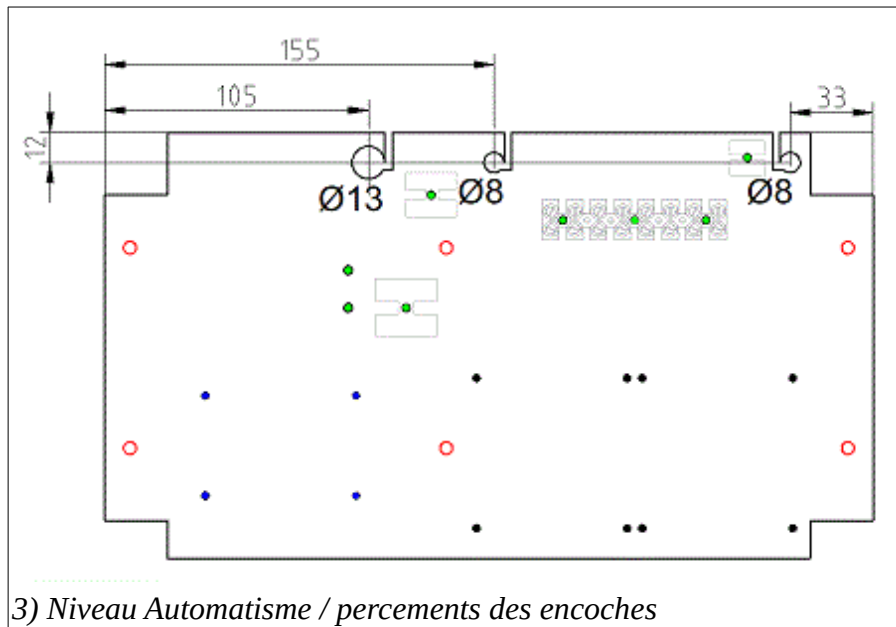 155
105
33
12
Ø13
Ø8
Ø8
3) Niveau Automatisme / percements des encoches